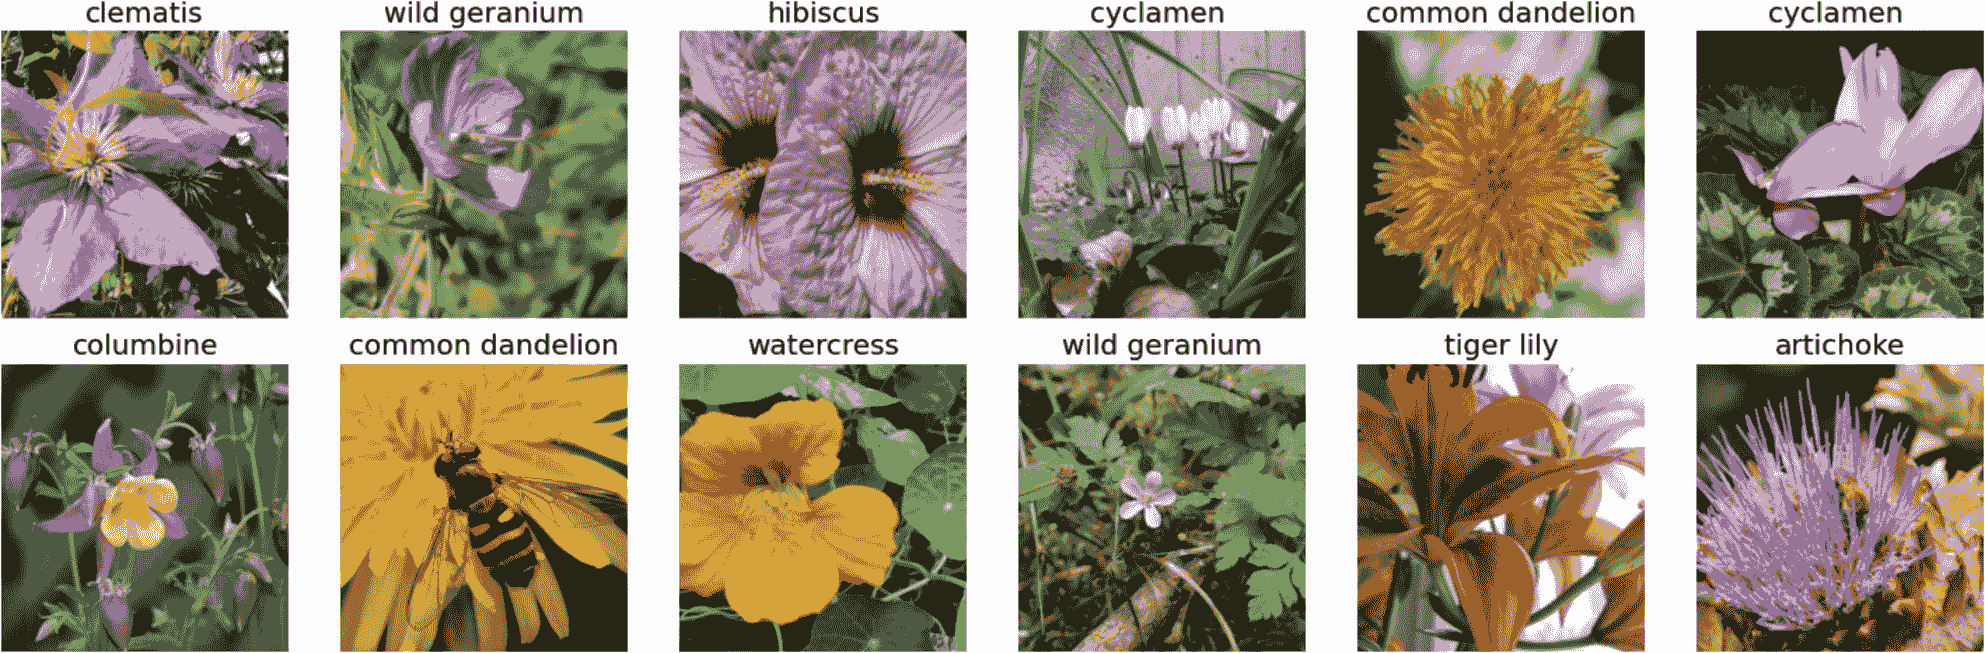 clematis
wild geranium
hibiscus
cyclamen
common dandelion
cyclamen
columbine
common dandelion
watercress
wild geranium
tiger lily
artichoke